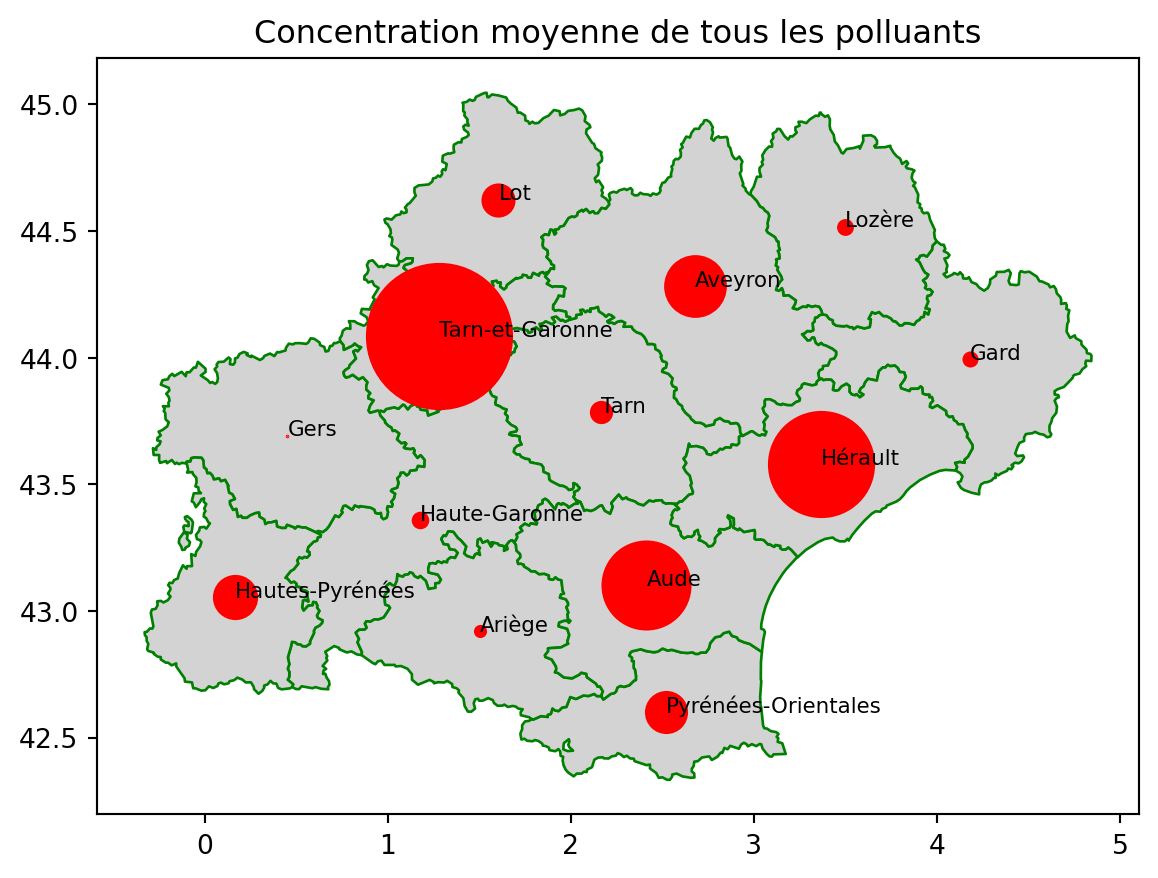 Concentration moyenne de tous les polluants
45.0
44.5
44.0
43.5
43.0
42.5
Lot
Lozère
Aveyron
Tarn-et-Garonne
Gard
Tarn
Gers
Hérault
Haute-Garonne
Aude
Hautes-Pyrénées
Ariège
Pyrénées-Orientales
0 1 2 3 4 5